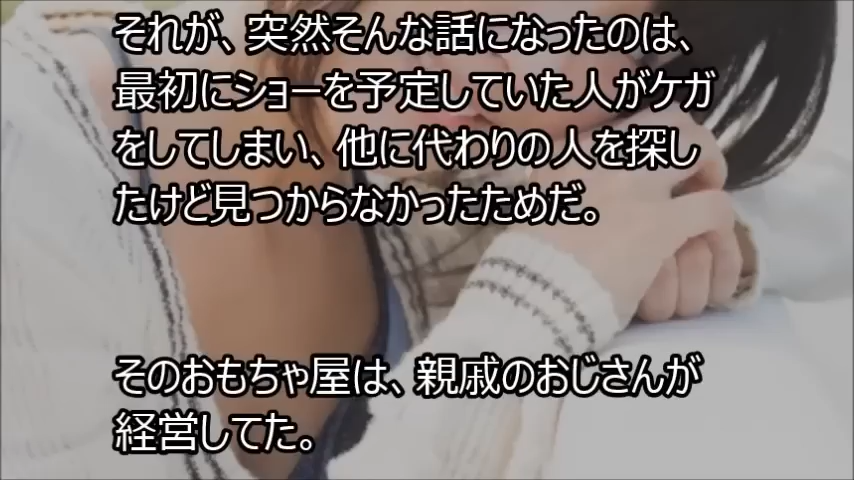 それが、突然そんな話になったのは、
最初にショーを予定していた人がケガ
をしてしまい、他に代わりの人を探し
たけど見つからなかったためだ。
そのおもちゃ屋は、親戚のおじさんが
経営してた。